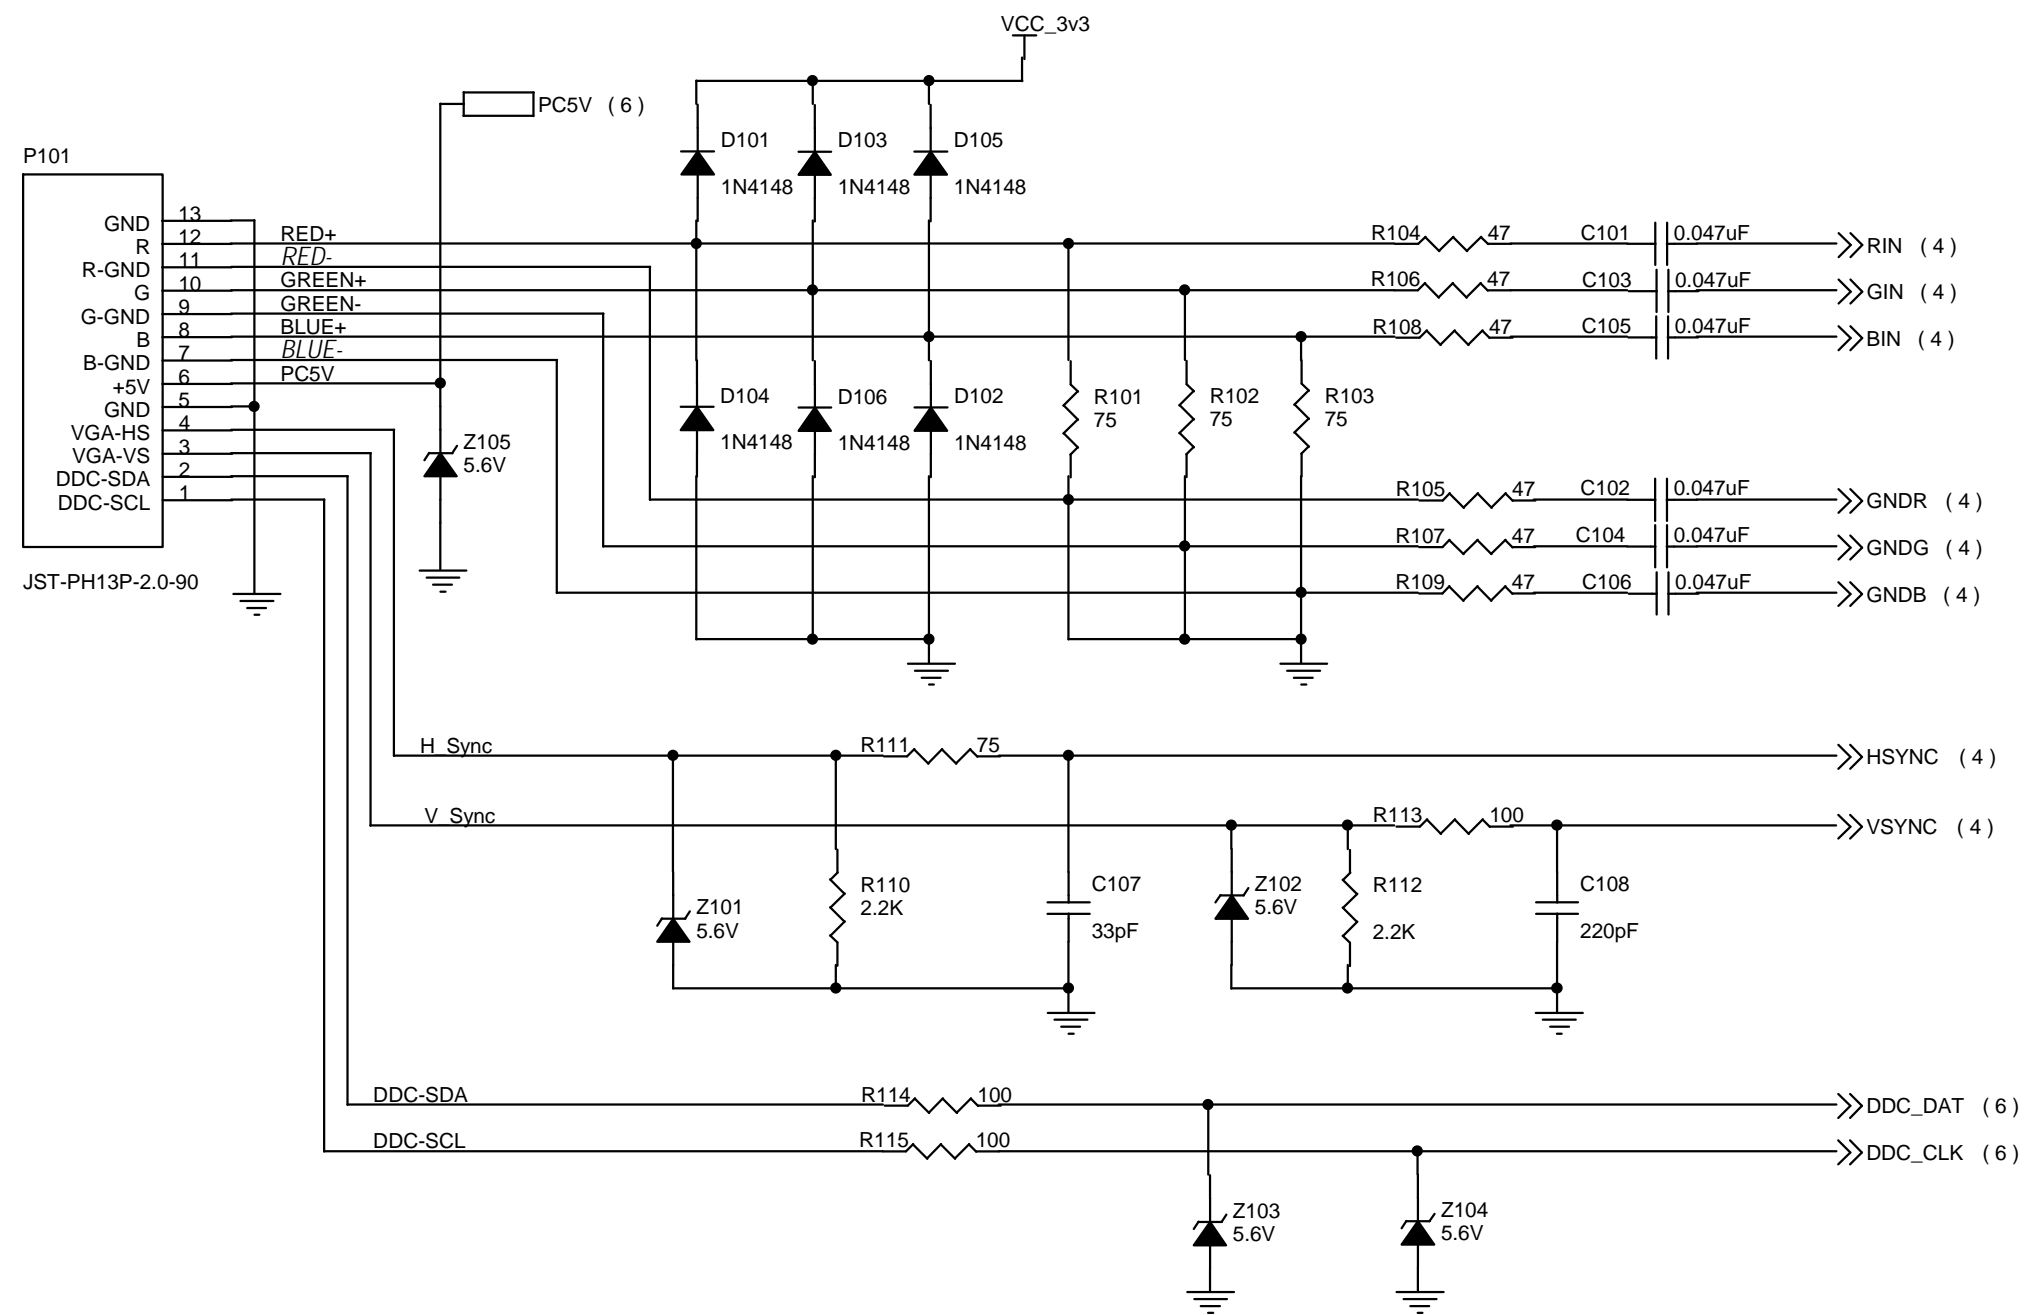 VCC_3v3
PC5V ( 6 )
P101
D101
1N4148
D103
1N4148
D105
1N4148
GND 13
R 12 RED+
R-GND 11 RED-
G 10 GREEN+
G-GND 9 GREEN-
B 8 BLUE+
B-GND 7 BLUE-
+5V 6 PC5V
GND 5
VGA-HS 4
VGA-VS 3
DDC-SDA 2
DDC-SCL 1
JST-PH13P-2.0-90
Z105
5.6V
D104
1N4148
D106
1N4148
D102
1N4148
R101
75
R102
75
R103
75
R104 47 C101 0.047uF RIN ( 4 )
R106 47 C103 0.047uF GIN ( 4 )
R108 47 C105 0.047uF BIN ( 4 )
R105 47 C102 0.047uF GNDR ( 4 )
R107 47 C104 0.047uF GNDG ( 4 )
R109 47 C106 0.047uF GNDB ( 4 )
H_Sync R111 75 HSYNC ( 4 )
V_Sync R113 100 VSYNC ( 4 )
Z101
5.6V
R110
2.2K
C107
33pF
Z102
5.6V
R112
2.2K
C108
220pF
DDC-SDA R114 100 DDC_DAT ( 6 )
DDC-SCL R115 100 DDC_CLK ( 6 )
Z103
5.6V
Z104
5.6V